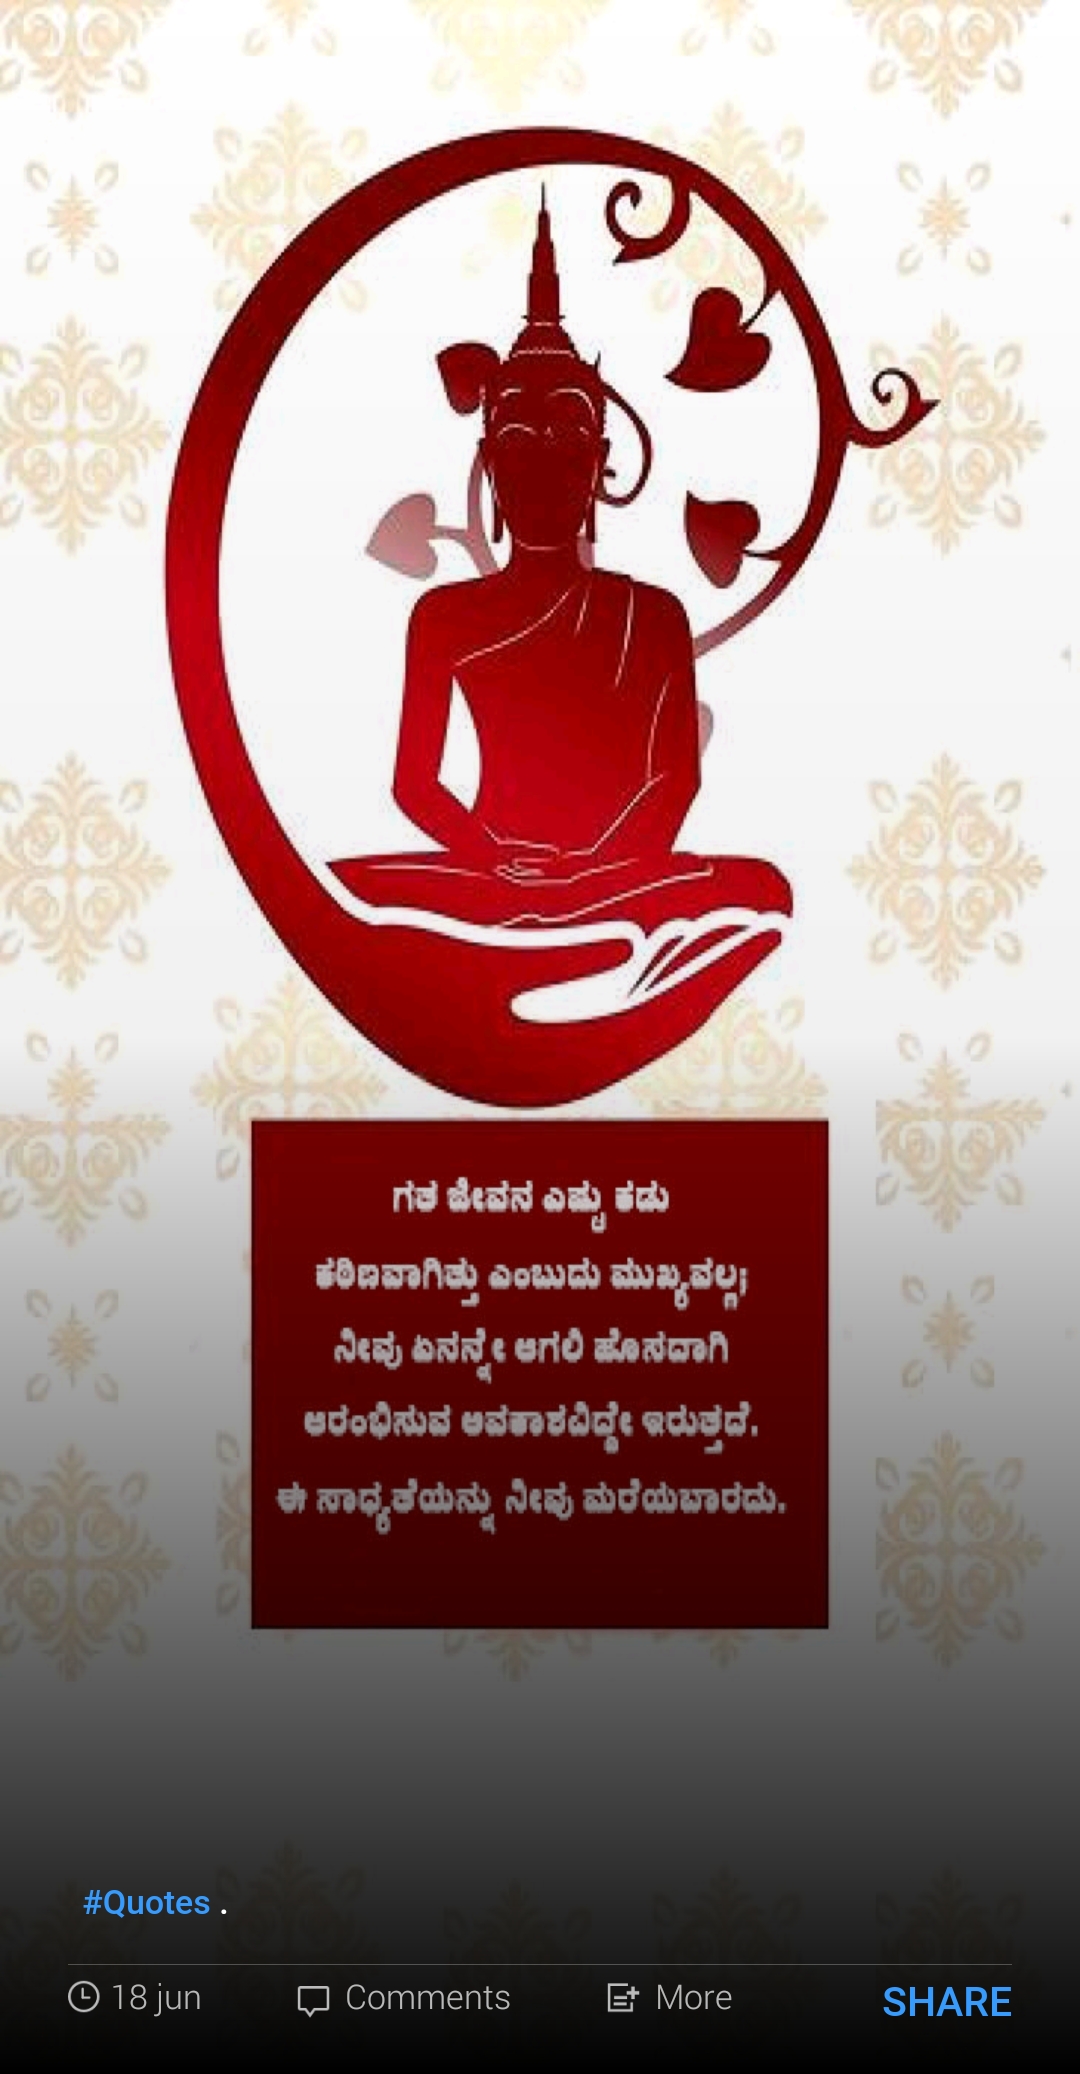 ಗತ ಜೀವನ ಎಷ್ಟು ಕಡು
ಕಠಿಣವಾಗಿತ್ತು ಎಂಬುದು ಮುಖ್ಯವಲ್ಲ;
ನೀವು ಏನನ್ನೇ ಆಗಲಿ ಹೊಸದಾಗಿ
ಆರಂಭಿಸುವ ಅವಕಾಶವಿದ್ದೇ ಇರುತ್ತದೆ.
ಈ ಸಾಧ್ಯತೆಯನ್ನು ನೀವು ಮರೆಯಬಾರದು.
#Quotes .
18 jun Comments More SHARE